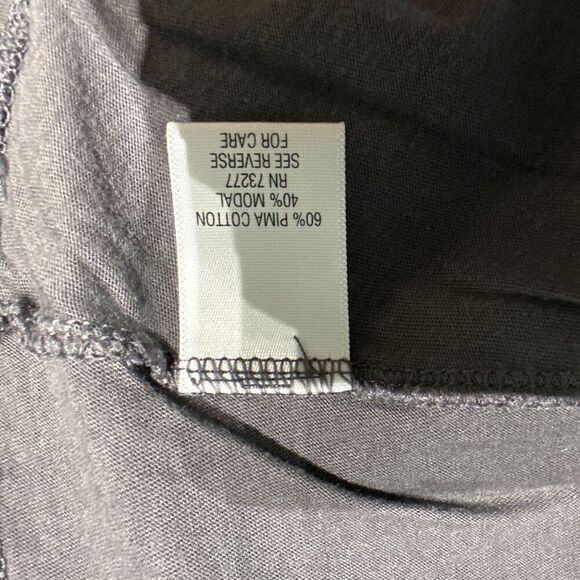 60% PIMA COTTON
40% MODAL
RN 73277
SEE REVERSE
FOR CARE